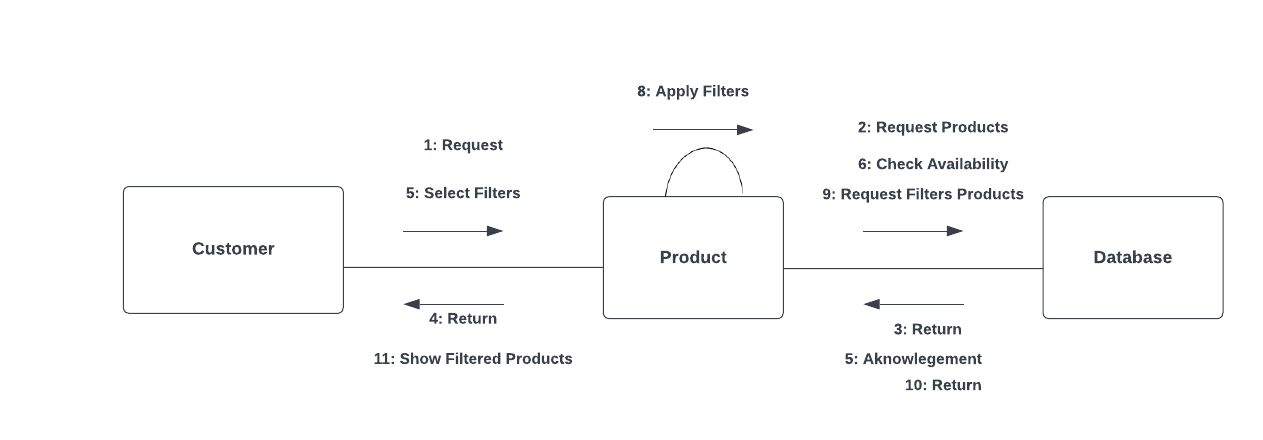 8: Apply Filters
2: Request Products
1: Request
6: Check Availability
5: Select Filters
9: Request Filters Products
Customer
Product
Database
4: Return
3: Return
11: Show Filtered Products
5: Aknowlegement
10: Return